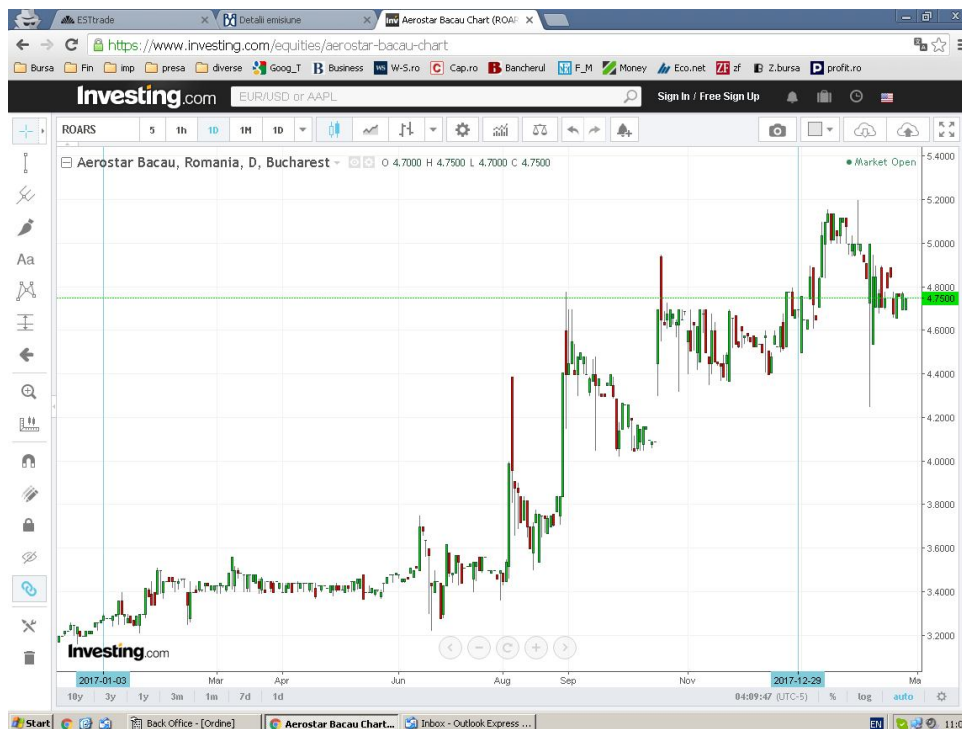 ESTtrade × Detalii emisiune × Inv Aerostar Bacau Chart (ROAR ×
https://www.investing.com/equities/aerostar-bacau-chart
Bursa Fin imp presa diverse Goog_T B Business WS W-S.ro C Cap.ro B Bancherul F_M Money Eco.net ZF zf B Z.bursa P profit.ro
Investing.com EUR/USD or AAPL Sign In / Free Sign Up
ROARS 5 1h 1D 1M 1D
Aerostar Bacau, Romania, D, Bucharest O 4.7000 H 4.7500 L 4.7000 C 4.7500
Market Open
Aa
5.4000
5.2000
5.0000
4.8000
4.7500
4.6000
4.4000
4.2000
4.0000
3.8000
3.6000
3.4000
3.2000
Investing.com
2017-01-03 Mar Apr Jun Aug Sep Nov 2017-12-29 Ma
10y 3y 1y 3m 1m 7d 1d 04:09:47 (UTC-5) % log auto
Start Back Office - [Ordine] Aerostar Bacau Chart... Inbox - Outlook Express ... EN 11:0